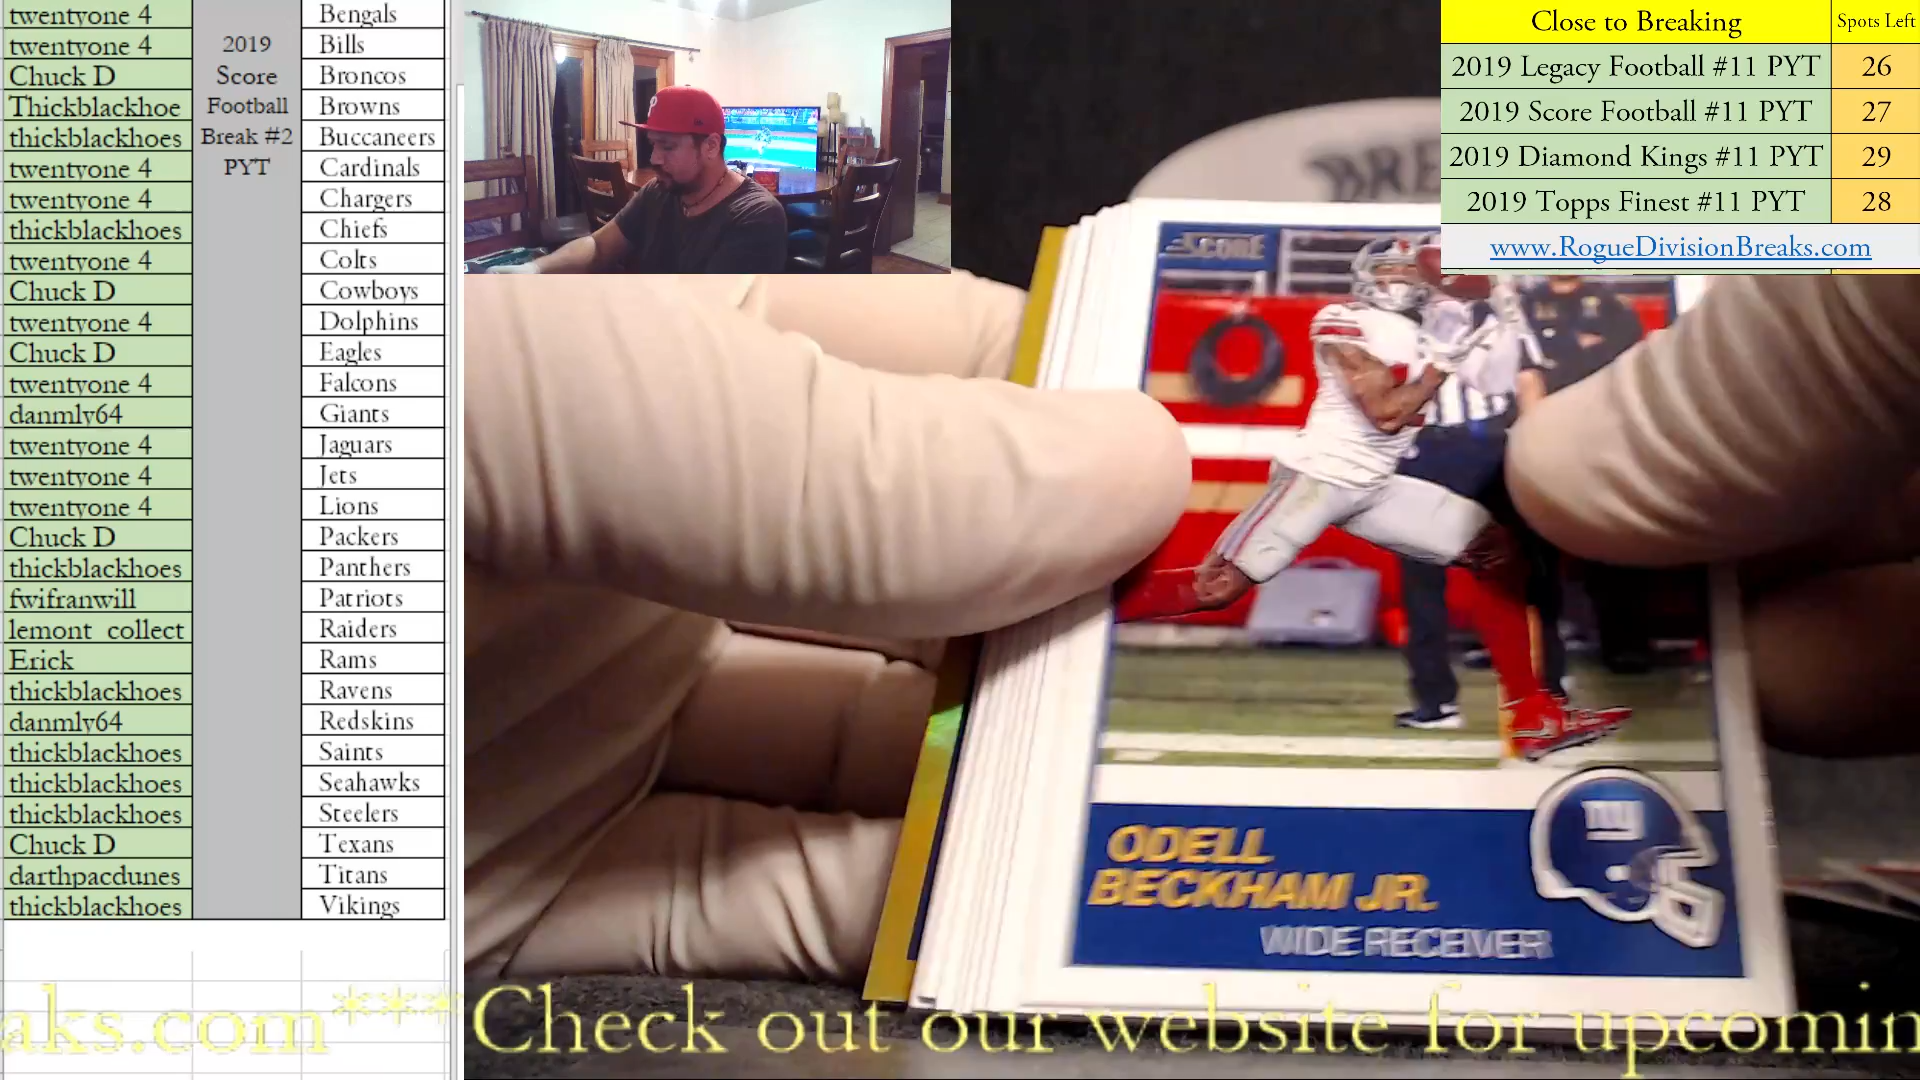 twentyone 4 Bengals
twentyone 4 2019 Bills
Chuck D Score Broncos
Thickblackhoe Football Browns
thickblackhoes Break #2 Buccaneers
twentyone 4 PYT Cardinals
twentyone 4 Chargers
thickblackhoes Chiefs
twentyone 4 Colts
Chuck D Cowboys
twentyone 4 Dolphins
Chuck D Eagles
twentyone 4 Falcons
danmly64 Giants
twentyone 4 Jaguars
twentyone 4 Jets
twentyone 4 Lions
Chuck D Packers
thickblackhoes Panthers
fwifranwill Patriots
lemont_collect Raiders
Erick Rams
thickblackhoes Ravens
danmly64 Redskins
thickblackhoes Saints
thickblackhoes Seahawks
thickblackhoes Steelers
Chuck D Texans
darthpacdunes Titans
thickblackhoes Vikings
Close to Breaking Spots Left
2019 Legacy Football #11 PYT 26
2019 Score Football #11 PYT 27
2019 Diamond Kings #11 PYT 29
2019 Topps Finest #11 PYT 28
www.RogueDivisionBreaks.com
BRE
SCORE
ODELL
BECKHAM JR.
WIDE RECEIVER
NY
aks.com****Check out our website for upcomin